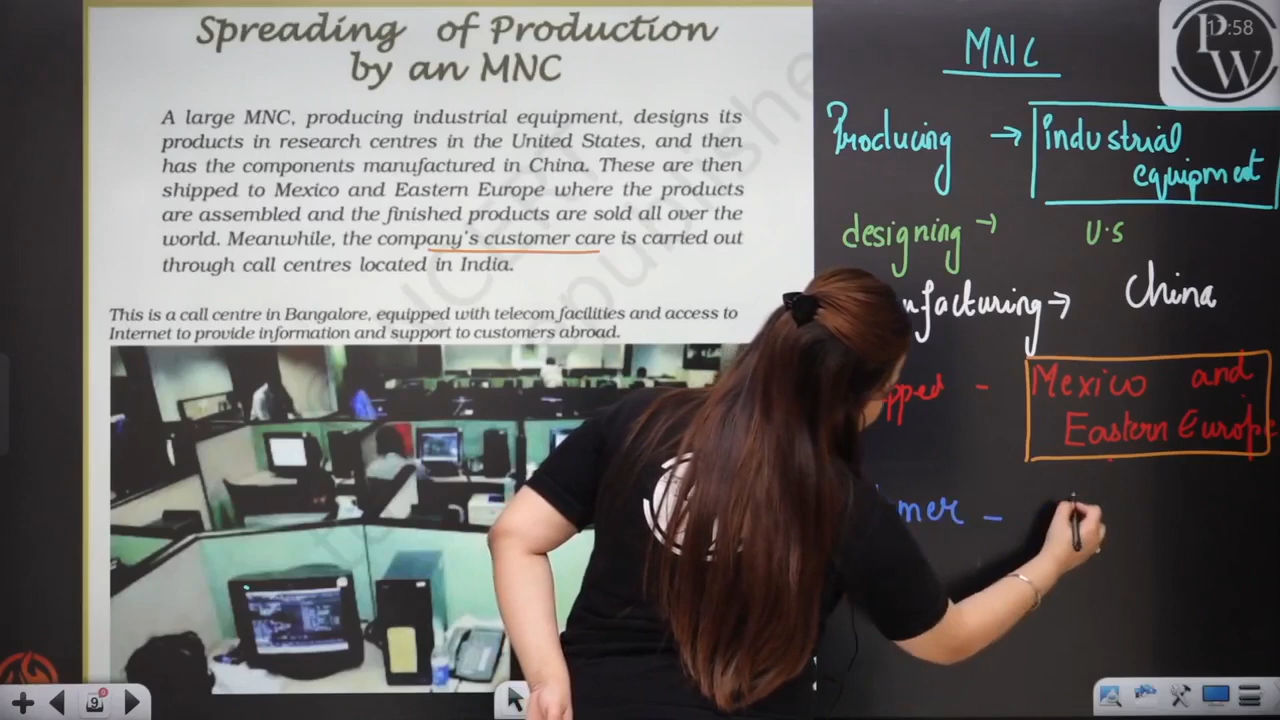 Spreading of Production
by an MNC
A large MNC, producing industrial equipment, designs its
products in research centres in the United States, and then
has the components manufactured in China. These are then
shipped to Mexico and Eastern Europe where the products
are assembled and the finished products are sold all over the
world. Meanwhile, the company's customer care is carried out
through call centres located in India.
This is a call centre in Bangalore, equipped with telecom facilities and access to
Internet to provide information and support to customers abroad.
MNC
Producing → industrial
equipment
designing → U.S
nufacturing → China
pped - Mexico and
Eastern Europe
mer -
PW
:58
9